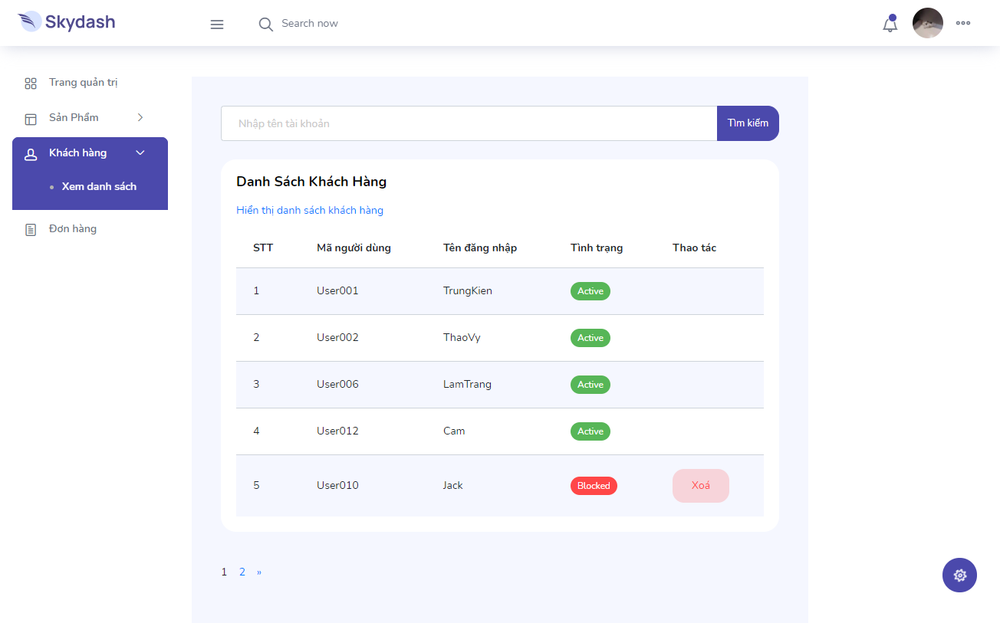 Skydash
Search now
Trang quản trị
Sản Phẩm
Khách hàng
Xem danh sách
Đơn hàng
Nhập tên tài khoản
Tìm kiếm
Danh Sách Khách Hàng
Hiển thị danh sách khách hàng
STT Mã người dùng Tên đăng nhập Tình trạng Thao tác
1 User001 TrungKien Active
2 User002 ThaoVy Active
3 User006 LamTrang Active
4 User012 Cam Active
5 User010 Jack Blocked Xoá
1 2 »